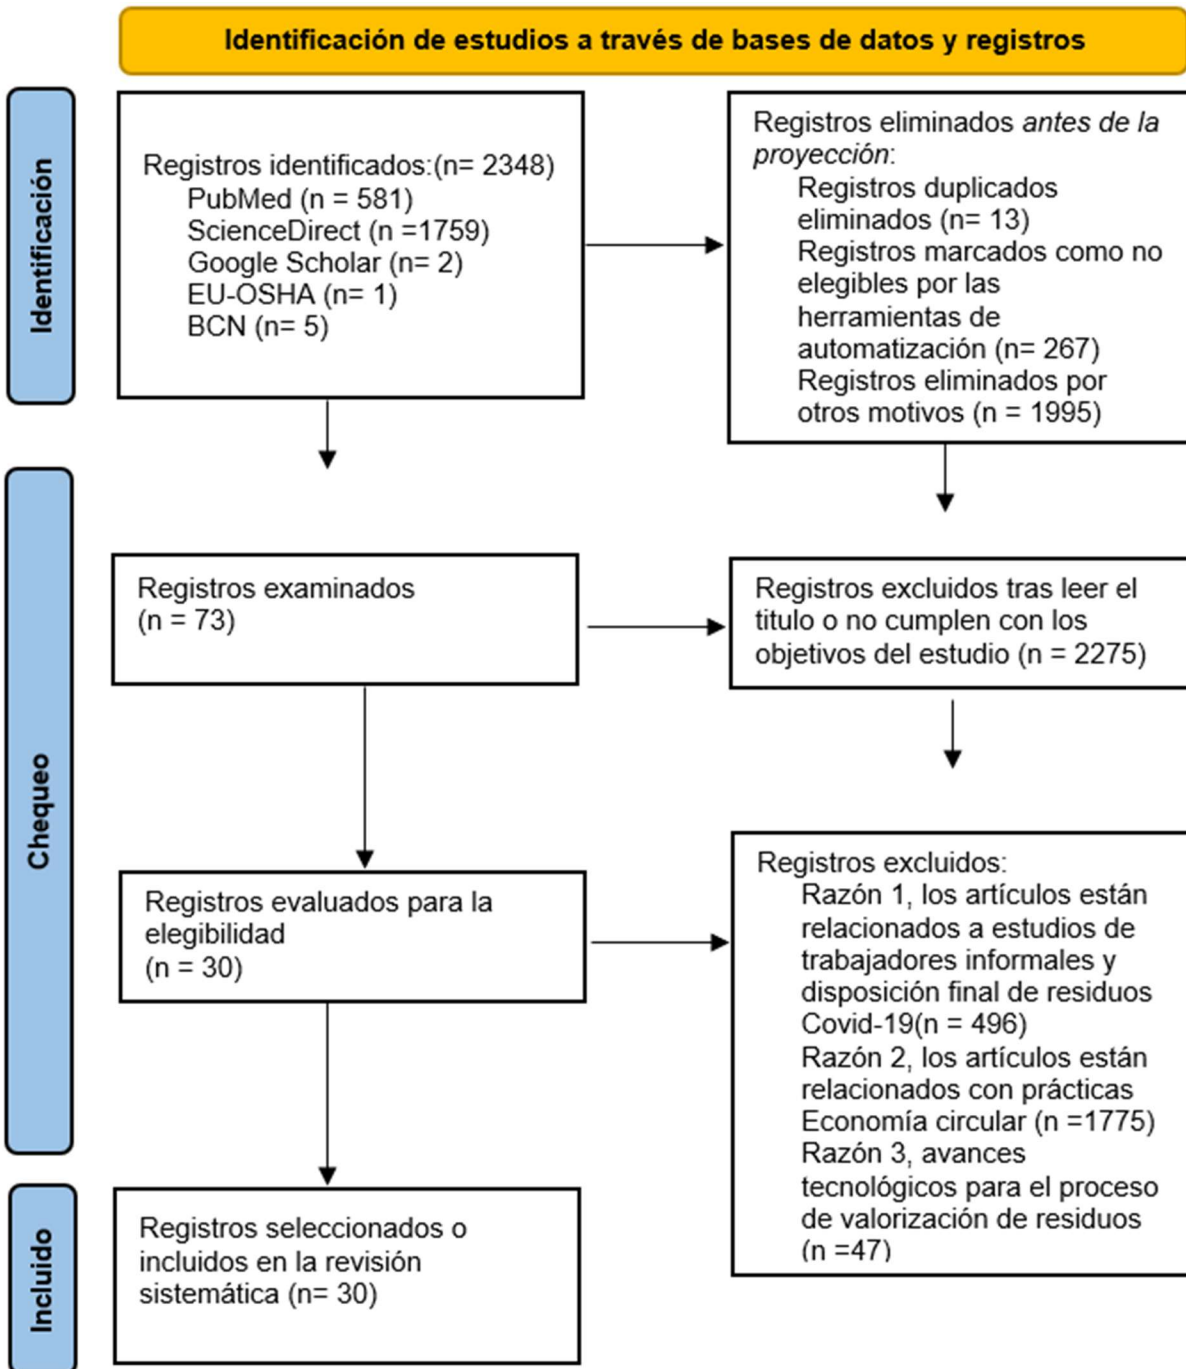 Identificación de estudios a través de bases de datos y registros
Identificación
Registros identificados:(n= 2348)
PubMed (n = 581)
ScienceDirect (n =1759)
Google Scholar (n= 2)
EU-OSHA (n= 1)
BCN (n= 5)
Registros eliminados antes de la
proyección:
Registros duplicados
eliminados (n= 13)
Registros marcados como no
elegibles por las
herramientas de
automatización (n= 267)
Registros eliminados por
otros motivos (n = 1995)
Chequeo
Registros examinados
(n = 73)
Registros excluidos tras leer el
titulo o no cumplen con los
objetivos del estudio (n = 2275)
Registros evaluados para la
elegibilidad
(n = 30)
Registros excluidos:
Razón 1, los artículos están
relacionados a estudios de
trabajadores informales y
disposición final de residuos
Covid-19(n = 496)
Razón 2, los artículos están
relacionados con prácticas
Economía circular (n =1775)
Razón 3, avances
tecnológicos para el proceso
de valorización de residuos
(n =47)
Incluido
Registros seleccionados o
incluidos en la revisión
sistemática (n= 30)